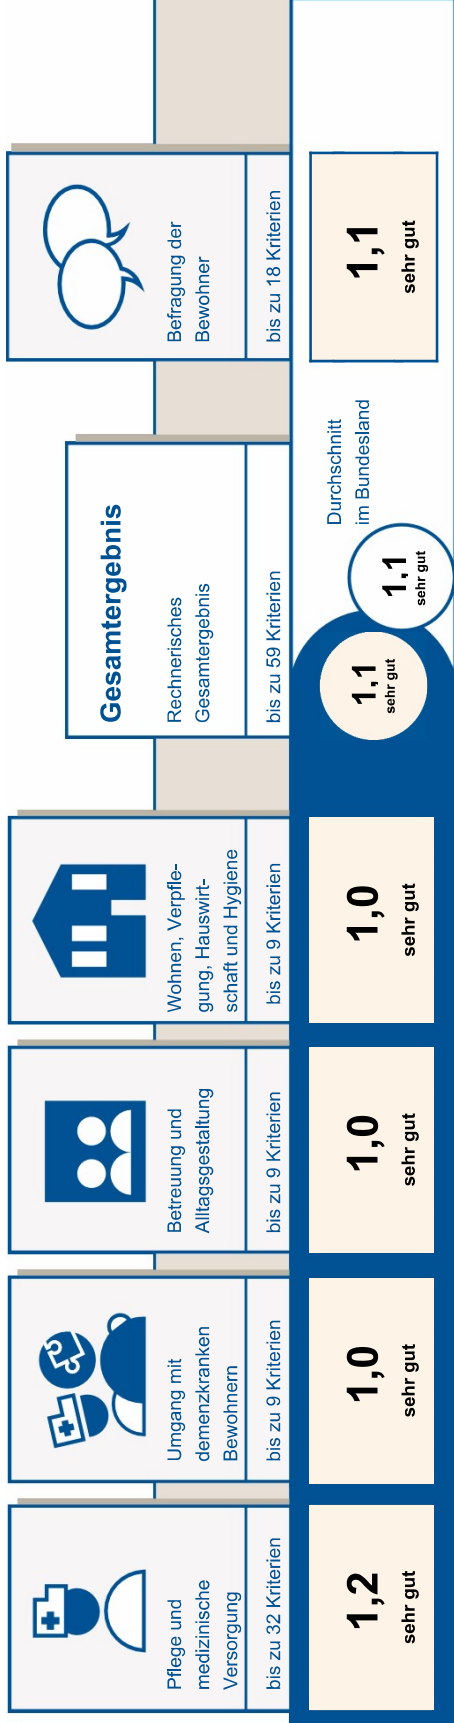 Pflege und
medizinische
Versorgung
bis zu 32 Kriterien
1,2
sehr gut
Umgang mit
demenzkranken
Bewohnern
bis zu 9 Kriterien
1,0
sehr gut
Betreuung und
Alltagsgestaltung
bis zu 9 Kriterien
1,0
sehr gut
Wohnen, Verpfle-
gung, Hauswirt-
schaft und Hygiene
bis zu 9 Kriterien
1,0
sehr gut
Gesamtergebnis
Rechnerisches
Gesamtergebnis
bis zu 59 Kriterien
1,1
sehr gut
1,1
sehr gut
Durchschnitt
im Bundesland
Befragung der
Bewohner
bis zu 18 Kriterien
1,1
sehr gut